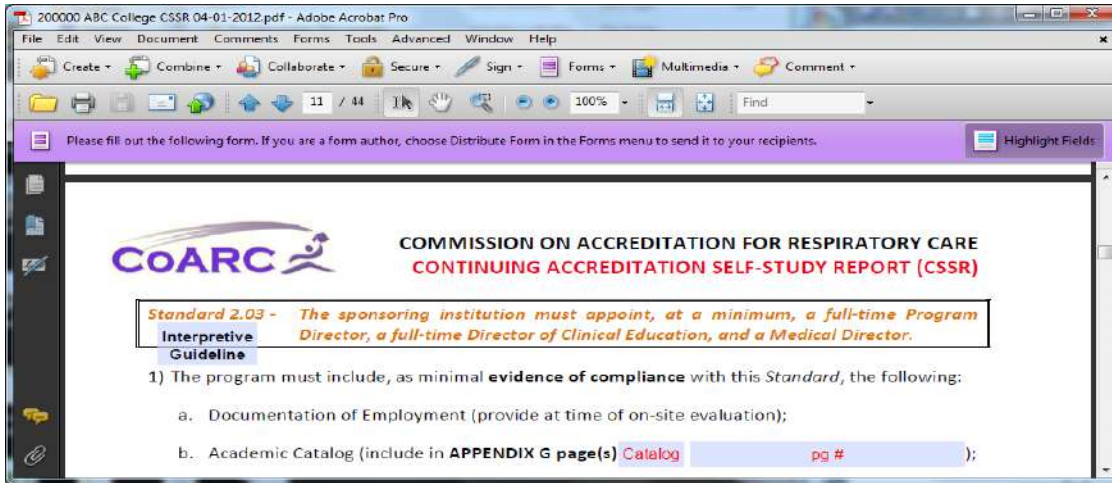 200000 ABC College CSSR 04-01-2012.pdf - Adobe Acrobat Pro
File Edit View Document Comments Forms Tools Advanced Window Help
Create Combine Collaborate Secure Sign Forms Multimedia Comment
11 / 44 100% Find
Please fill out the following form. If you are a form author, choose Distribute Form in the Forms menu to send it to your recipients. Highlight Fields
CoARC
COMMISSION ON ACCREDITATION FOR RESPIRATORY CARE
CONTINUING ACCREDITATION SELF-STUDY REPORT (CSSR)
Standard 2.03 - The sponsoring institution must appoint, at a minimum, a full-time Program
Interpretive Director, a full-time Director of Clinical Education, and a Medical Director.
Guideline
1) The program must include, as minimal evidence of compliance with this Standard, the following:
a. Documentation of Employment (provide at time of on-site evaluation);
b. Academic Catalog (include in APPENDIX G page(s) Catalog pg # );